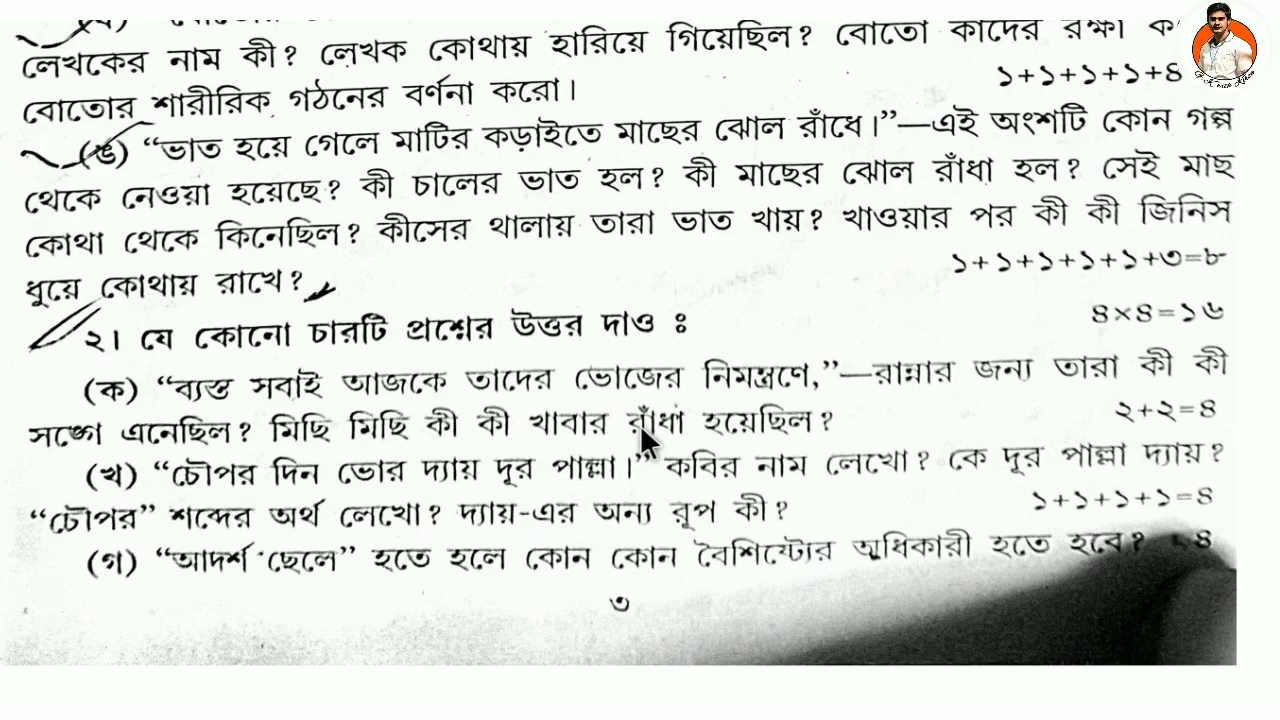 লেখকের নাম কী? লেখক কোথায় হারিয়ে গিয়েছিল? বোতো কাদের রক্ষা
বোতোর শারীরিক গঠনের বর্ণনা করো। ১+১+১+১+৪
(ঙ) “ভাত হয়ে গেলে মাটির কড়াইতে মাছের ঝোল রাঁধে।”—এই অংশটি কোন গল্প
থেকে নেওয়া হয়েছে? কী চালের ভাত হল? কী মাছের ঝোল রাঁধা হল? সেই মাছ
কোথা থেকে কিনেছিল? কীসের থালায় তারা ভাত খায়? খাওয়ার পর কী কী জিনিস
ধুয়ে কোথায় রাখে? ১+১+১+১+১+৩=৮
২। যে কোনো চারটি প্রশ্নের উত্তর দাও ঃ ৪×৪=১৬
(ক) “ব্যস্ত সবাই আজকে তাদের ভোজের নিমন্ত্রণে,”—রান্নার জন্য তারা কী কী
সঙ্গে এনেছিল? মিছি মিছি কী কী খাবার রাঁধা হয়েছিল? ২+২=৪
(খ) “চৌপর দিন ভোর দ্যায় দূর পাল্লা।” কবির নাম লেখো? কে দূর পাল্লা দ্যায়?
“চৌপর” শব্দের অর্থ লেখো? দ্যায়-এর অন্য রূপ কী? ১+১+১+১=৪
(গ) “আদর্শ ছেলে” হতে হলে কোন কোন বৈশিষ্ট্যের অধিকারী হতে হবে? ৪
৩